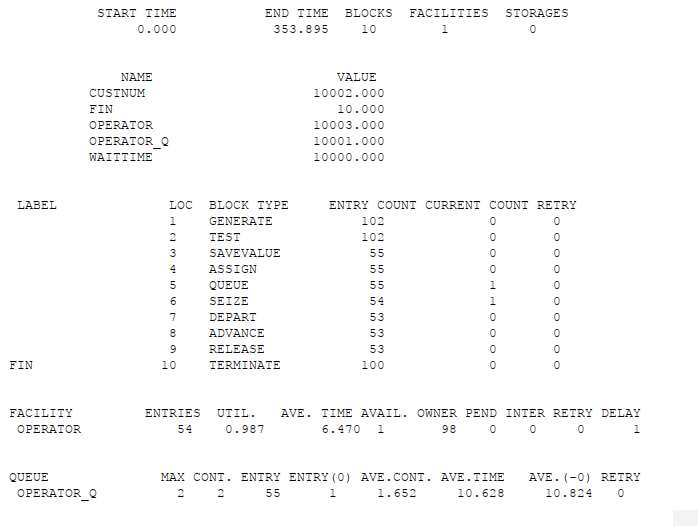 START TIME END TIME BLOCKS FACILITIES STORAGES
0.000 353.895 10 1 0
NAME VALUE
CUSTNUM 10002.000
FIN 10.000
OPERATOR 10003.000
OPERATOR_Q 10001.000
WAITTIME 10000.000
LABEL LOC BLOCK TYPE ENTRY COUNT CURRENT COUNT RETRY
1 GENERATE 102 0 0
2 TEST 102 0 0
3 SAVEVALUE 55 0 0
4 ASSIGN 55 0 0
5 QUEUE 55 1 0
6 SEIZE 54 1 0
7 DEPART 53 0 0
8 ADVANCE 53 0 0
9 RELEASE 53 0 0
FIN 10 TERMINATE 100 0 0
FACILITY ENTRIES UTIL. AVE. TIME AVAIL. OWNER PEND INTER RETRY DELAY
OPERATOR 54 0.987 6.470 1 98 0 0 0 1
QUEUE MAX CONT. ENTRY ENTRY(0) AVE.CONT. AVE.TIME AVE.(-0) RETRY
OPERATOR_Q 2 2 55 1 1.652 10.628 10.824 0